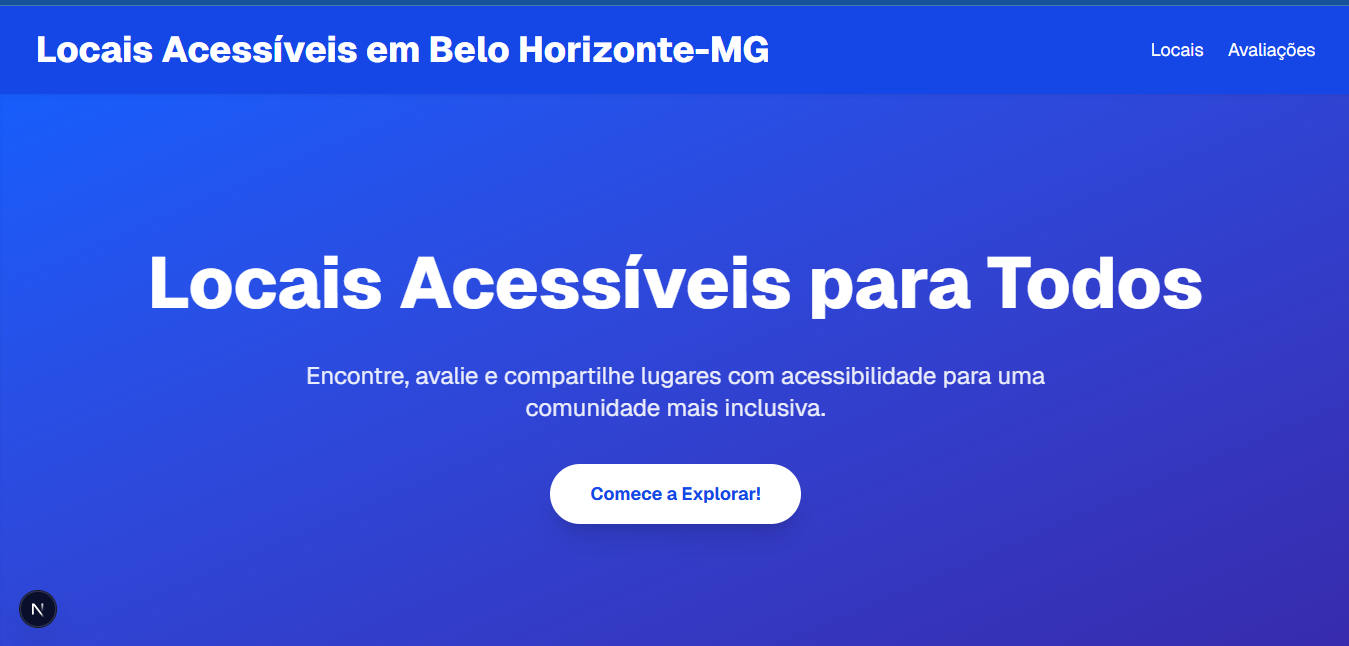 Locais Acessíveis em Belo Horizonte-MG
Locais
Avaliações
Locais Acessíveis para Todos
Encontre, avalie e compartilhe lugares com acessibilidade para uma
comunidade mais inclusiva.
Comece a Explorar!
N